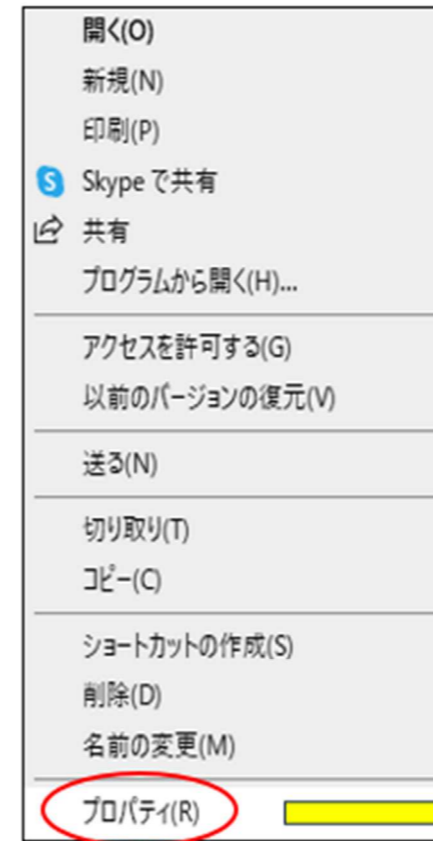 開く(O)
新規(N)
印刷(P)
Skype で共有
共有
プログラムから開く(H)...
アクセスを許可する(G)
以前のバージョンの復元(V)
送る(N)
切り取り(T)
コピー(C)
ショートカットの作成(S)
削除(D)
名前の変更(M)
プロパティ(R)